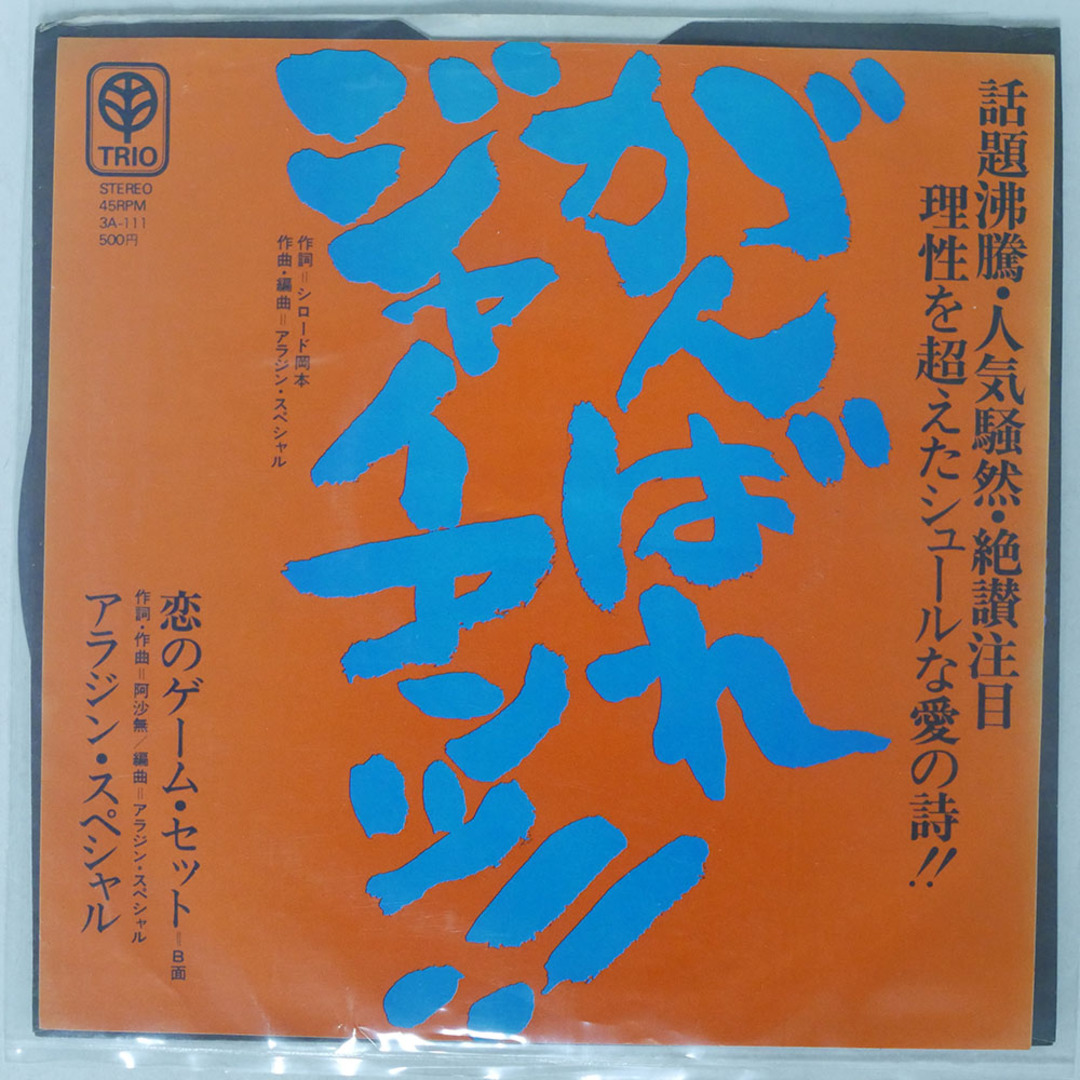 話題沸騰・人気騒然・絶讃注目
理性を超えたシュールな愛の詩!!
がんばれ
ジャイアンツ!!
作詞=シロード岡本
作曲・編曲=アラジン・スペシャル
TRIO
STEREO
45RPM
3A-111
500円
恋のゲーム・セット=B面
作詞・作曲=阿沙無/編曲=アラジン・スペシャル
アラジン・スペシャル